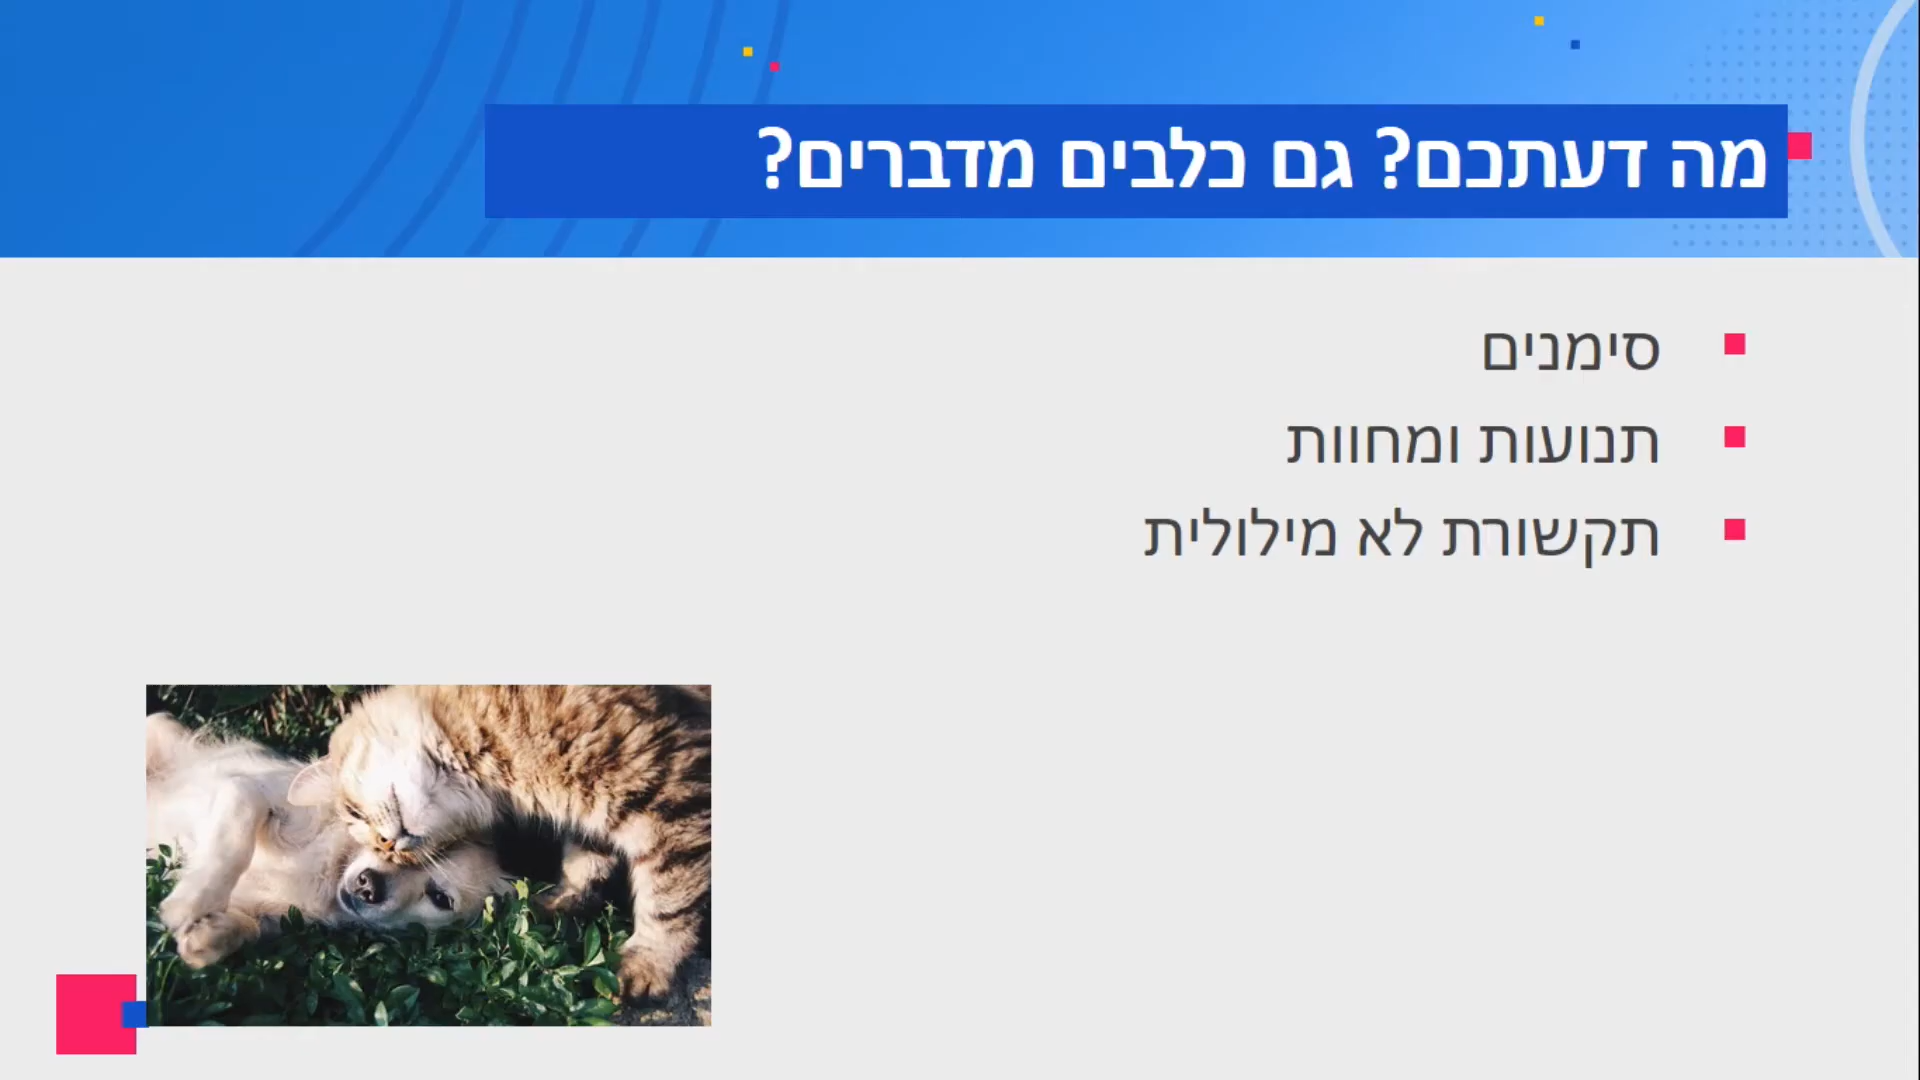 מה דעתכם? גם כלבים מדברים?
סימנים
תנועות ומחוות
תקשורת לא מילולית